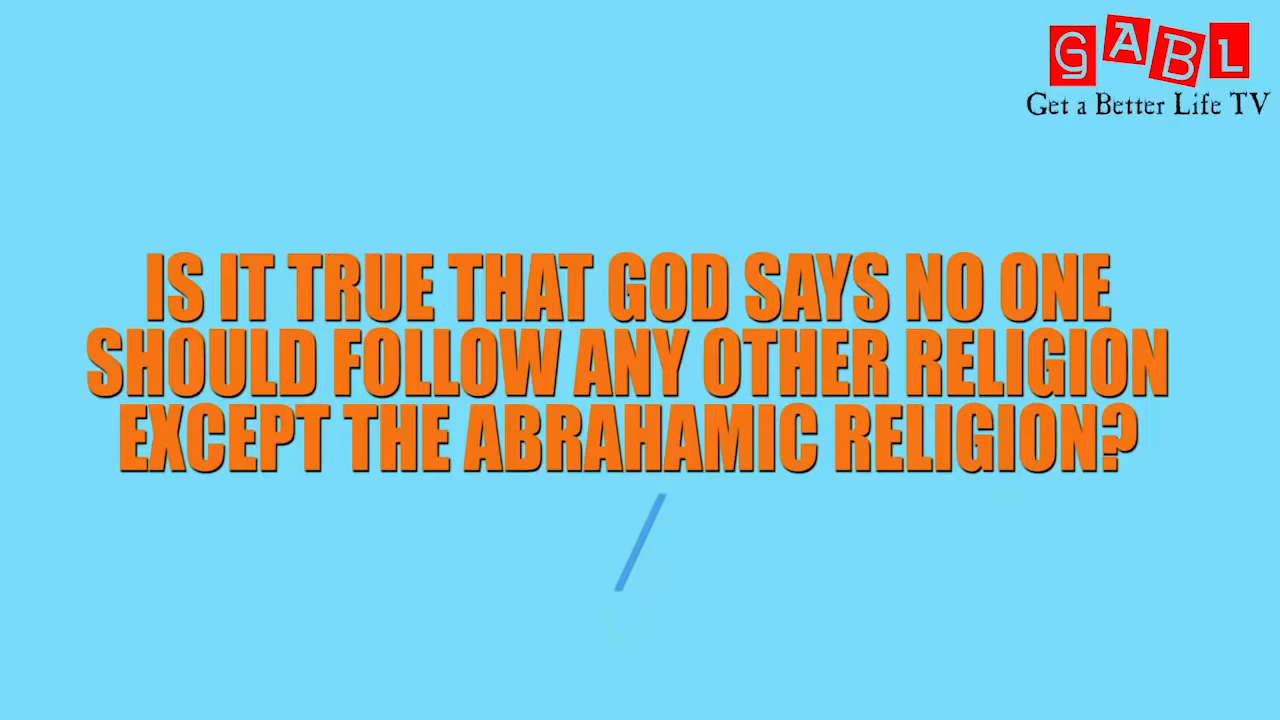 GABL
Get a Better Life TV
IS IT TRUE THAT GOD SAYS NO ONE
SHOULD FOLLOW ANY OTHER RELIGION
EXCEPT THE ABRAHAMIC RELIGION?